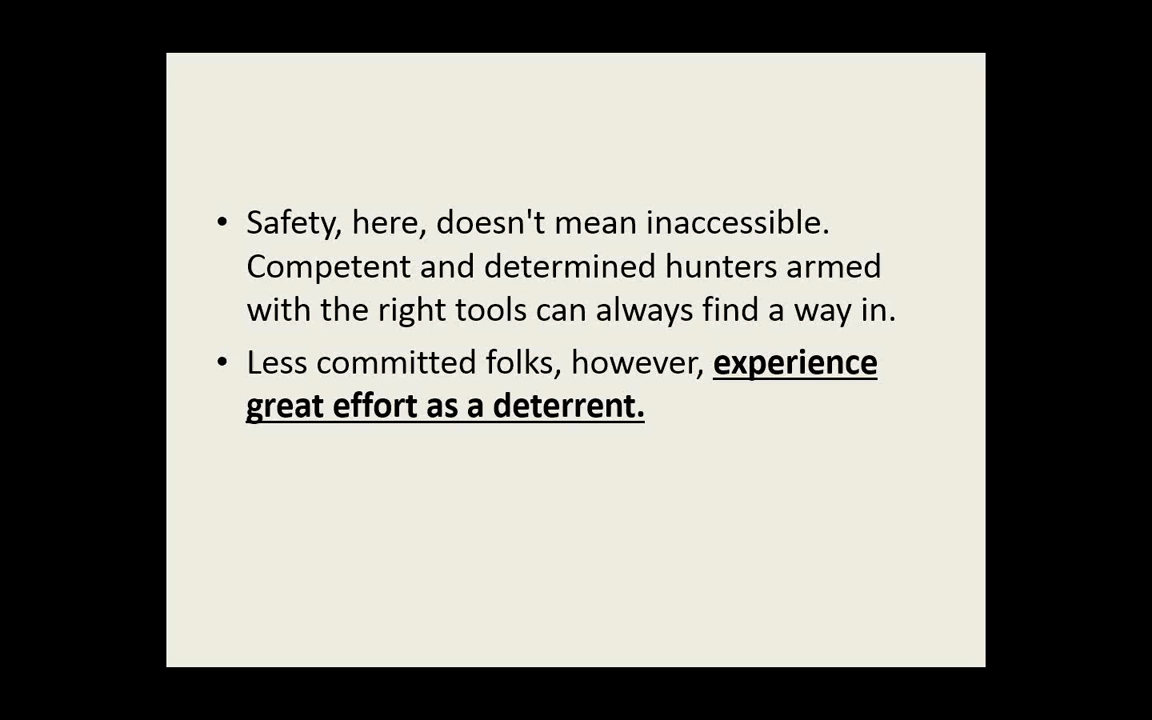 • Safety, here, doesn't mean inaccessible.
Competent and determined hunters armed
with the right tools can always find a way in.
• Less committed folks, however, experience
great effort as a deterrent.